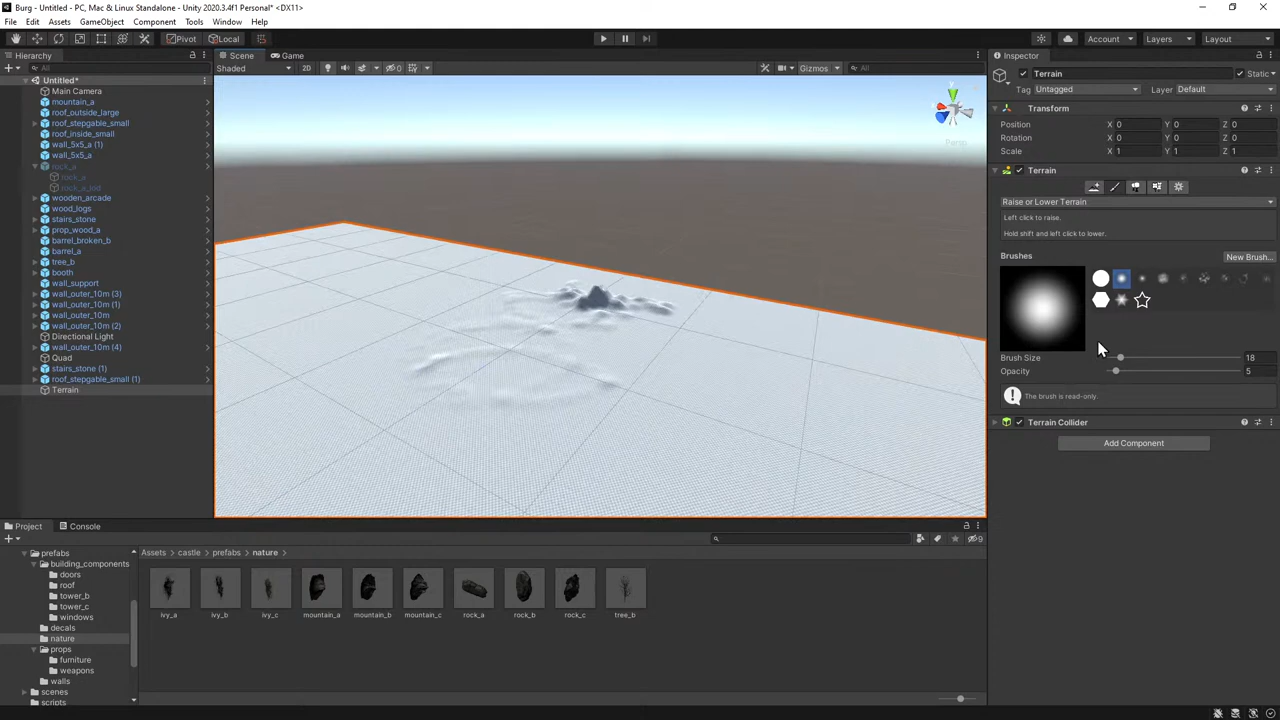 Burg - Untitled - PC, Mac & Linux Standalone - Unity 2020.3.4f1 Personal* <DX11>
File Edit Assets GameObject Component Tools Window Help
Pivot Local Account Layers Layout
Hierarchy
All
Untitled*
Main Camera
mountain_a
roof_outside_large
roof_stepgable_small
roof_inside_small
wall_5x5_a (1)
wall_5x5_a
rock_a
rock_a
rock_a_lod
wooden_arcade
wood_logs
stairs_stone
prop_wood_a
barrel_broken_b
barrel_a
tree_b
booth
wall_support
wall_outer_10m (3)
wall_outer_10m (1)
wall_outer_10m
wall_outer_10m (2)
Directional Light
wall_outer_10m (4)
Quad
stairs_stone (1)
roof_stepgable_small (1)
Terrain
Scene Game
Shaded 2D 0 Gizmos All
y
x
Persp
Inspector
Terrain Static
Tag Untagged Layer Default
Transform
Position X 0 Y 0 Z 0
Rotation X 0 Y 0 Z 0
Scale X 1 Y 1 Z 1
Terrain
Raise or Lower Terrain
Left click to raise.
Hold shift and left click to lower.
Brushes New Brush...
Brush Size 18
Opacity 5
The brush is read-only.
Terrain Collider
Add Component
Project Console
9
prefabs
building_components
doors
roof
tower_b
tower_c
windows
decals
nature
props
furniture
weapons
walls
scenes
scripts
Assets > castle > prefabs > nature >
ivy_a ivy_b ivy_c mountain_a mountain_b mountain_c rock_a rock_b rock_c tree_b